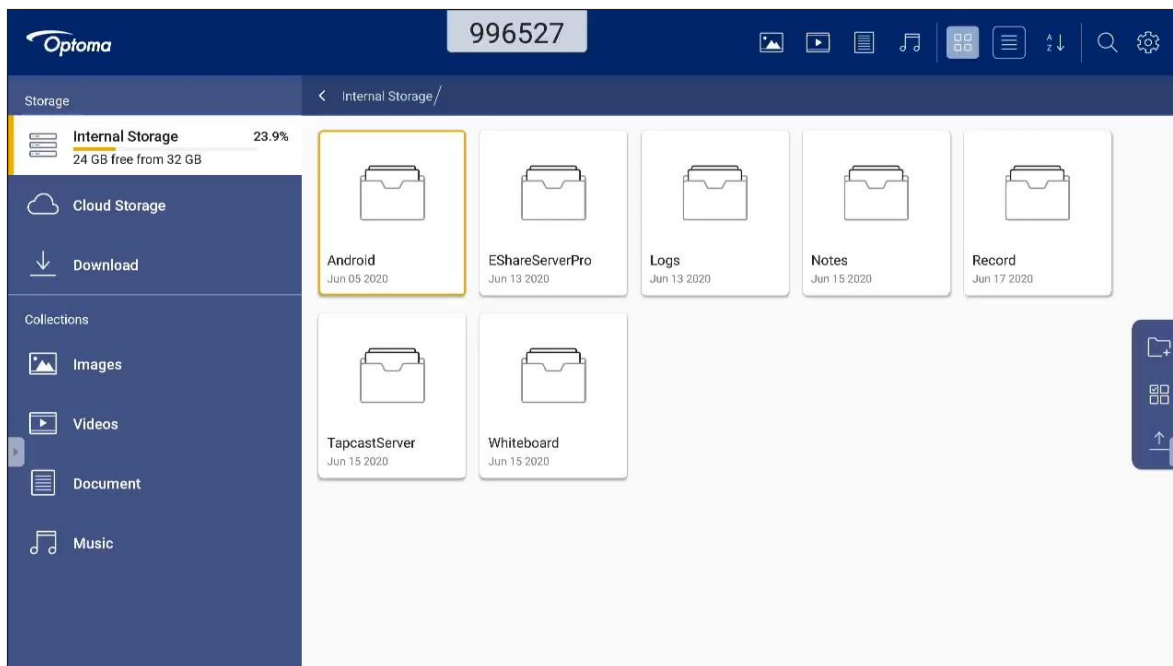 Optoma
996527
Storage
Internal Storage/
Internal Storage 23.9%
24 GB free from 32 GB
Cloud Storage
Download
Collections
Images
Videos
Document
Music
Android
Jun 05 2020
EShareServerPro
Jun 13 2020
Logs
Jun 13 2020
Notes
Jun 15 2020
Record
Jun 17 2020
TapcastServer
Jun 15 2020
Whiteboard
Jun 15 2020